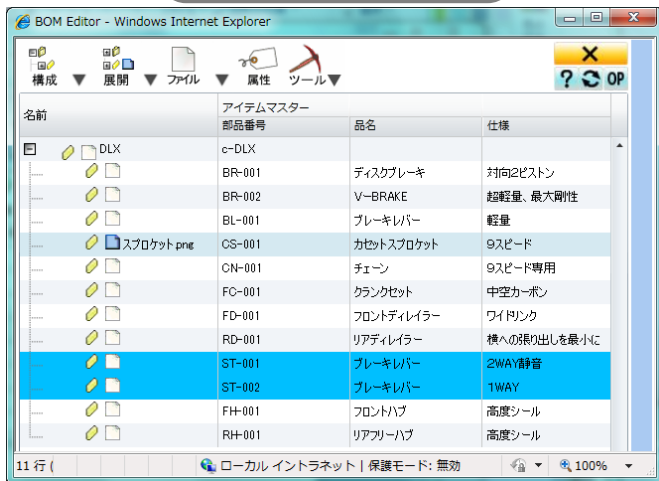 BOM Editor - Windows Internet Explorer
構成 ▼ 展開 ▼ ファイル ▼ 属性 ツール▼
? OP
名前 アイテムマスター
部品番号 品名 仕様
DLX c-DLX
BR-001 ディスクブレーキ 対向2ピストン
BR-002 V-BRAKE 超軽量、最大剛性
BL-001 ブレーキレバー 軽量
スプロケット.png CS-001 カセットスプロケット 9スピード
CN-001 チェーン 9スピード専用
FC-001 クランクセット 中空カーボン
FD-001 フロントディレイラー ワイドリンク
RD-001 リアディレイラー 横への張り出しを最小に
ST-001 ブレーキレバー 2WAY静音
ST-002 ブレーキレバー 1WAY
FH-001 フロントハブ 高度シール
RH-001 リアフリーハブ 高度シール
11 行 ( ローカル イントラネット | 保護モード: 無効 100%